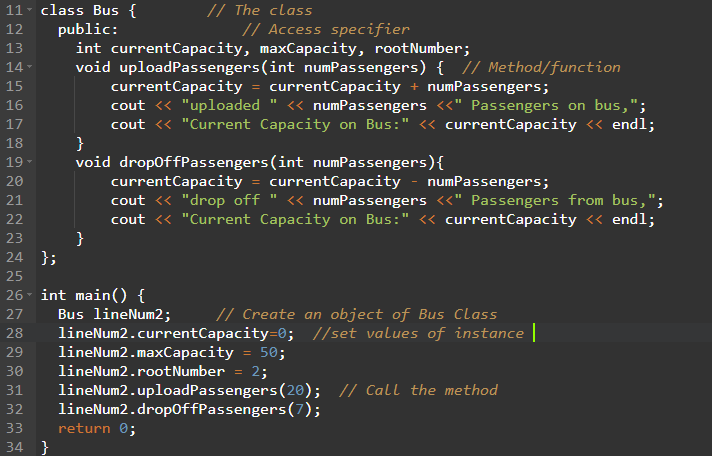 11 class Bus {        // The class
12   public:              // Access specifier
13     int currentCapacity, maxCapacity, rootNumber;
14     void uploadPassengers(int numPassengers) {  // Method/function
15         currentCapacity = currentCapacity + numPassengers;
16         cout << "uploaded " << numPassengers <<" Passengers on bus,";
17         cout << "Current Capacity on Bus:" << currentCapacity << endl;
18     }
19     void dropOffPassengers(int numPassengers){
20         currentCapacity = currentCapacity - numPassengers;
21         cout << "drop off " << numPassengers <<" Passengers from bus,";
22         cout << "Current Capacity on Bus:" << currentCapacity << endl;
23     }
24 };
25
26 int main() {
27   Bus lineNum2;     // Create an object of Bus Class
28   lineNum2.currentCapacity=0;  //set values of instance
29   lineNum2.maxCapacity = 50;
30   lineNum2.rootNumber = 2;
31   lineNum2.uploadPassengers(20);  // Call the method
32   lineNum2.dropOffPassengers(7);
33   return 0;
34 }